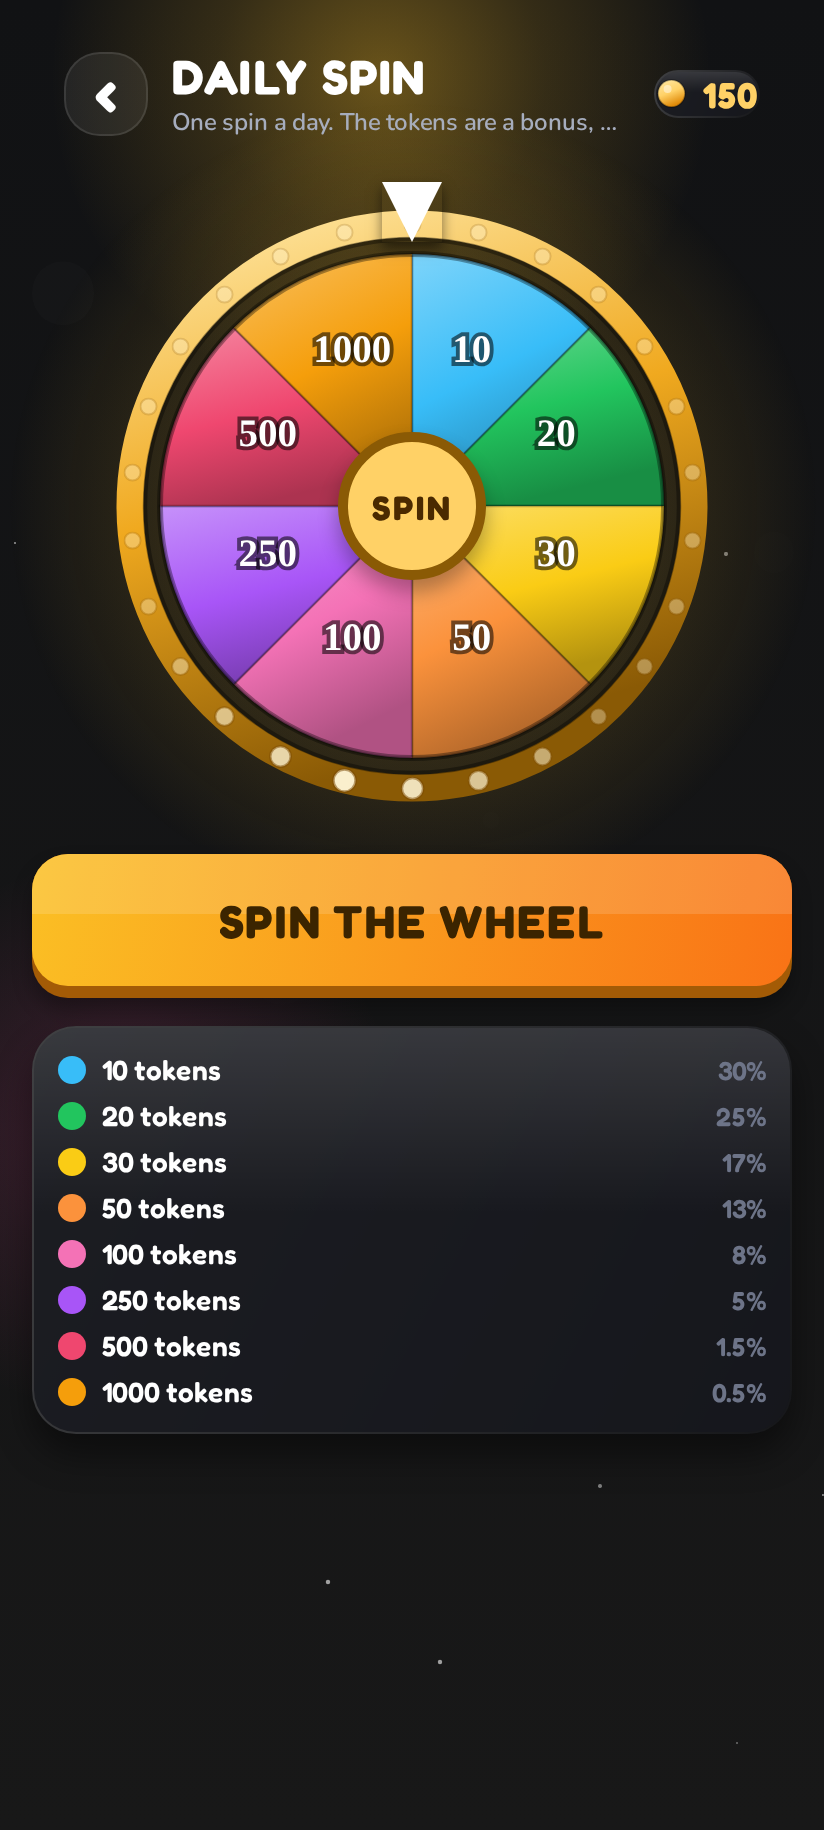 DAILY SPIN
One spin a day. The tokens are a bonus, ...
150
1000
10
500
20
SPIN
250
30
100
50
SPIN THE WHEEL
10 tokens 30%
20 tokens 25%
30 tokens 17%
50 tokens 13%
100 tokens 8%
250 tokens 5%
500 tokens 1.5%
1000 tokens 0.5%